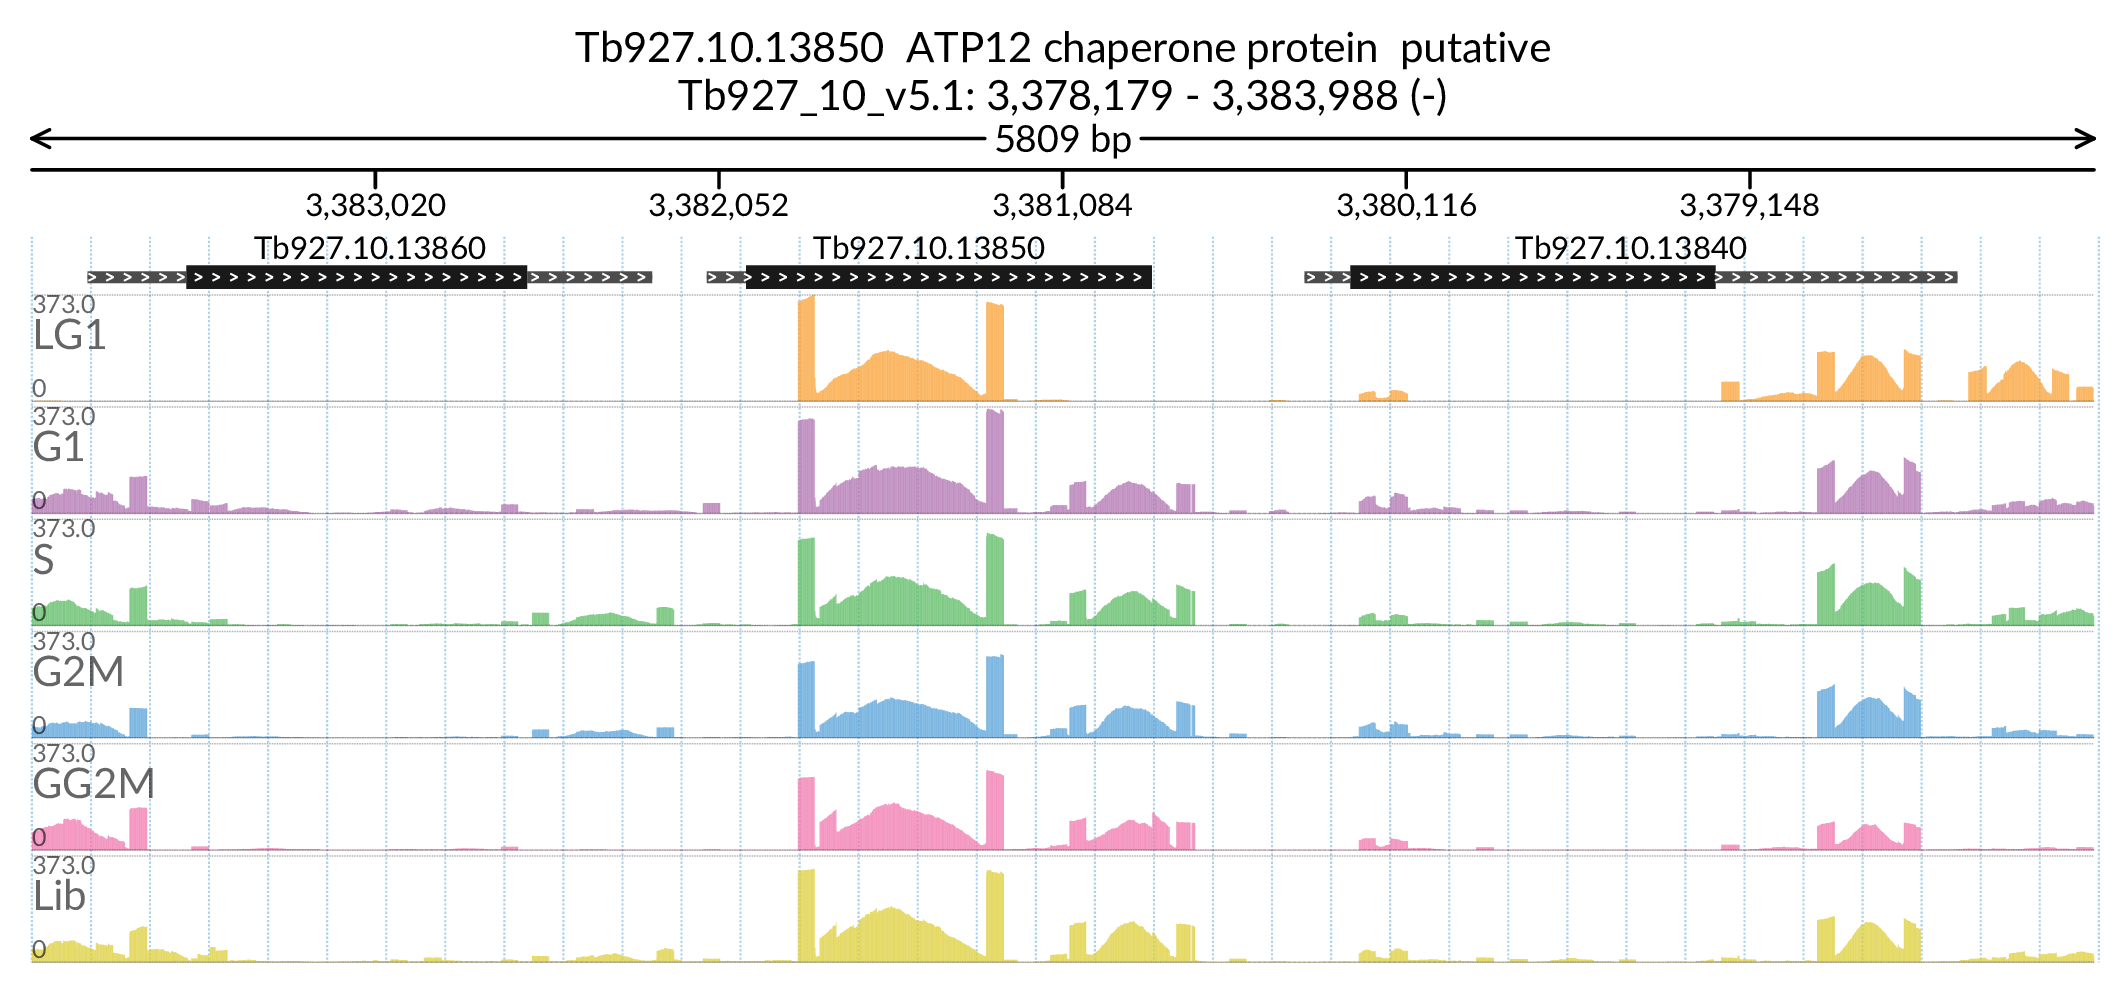 Tb927.10.13850  ATP12 chaperone protein  putative
Tb927_10_v5.1: 3,378,179 - 3,383,988 (-)
5809 bp
3,383,020 3,382,052 3,381,084 3,380,116 3,379,148
Tb927.10.13860 Tb927.10.13850 Tb927.10.13840
373.0
LG1
0
373.0
G1
0
373.0
S
0
373.0
G2M
0
373.0
GG2M
0
373.0
Lib
0